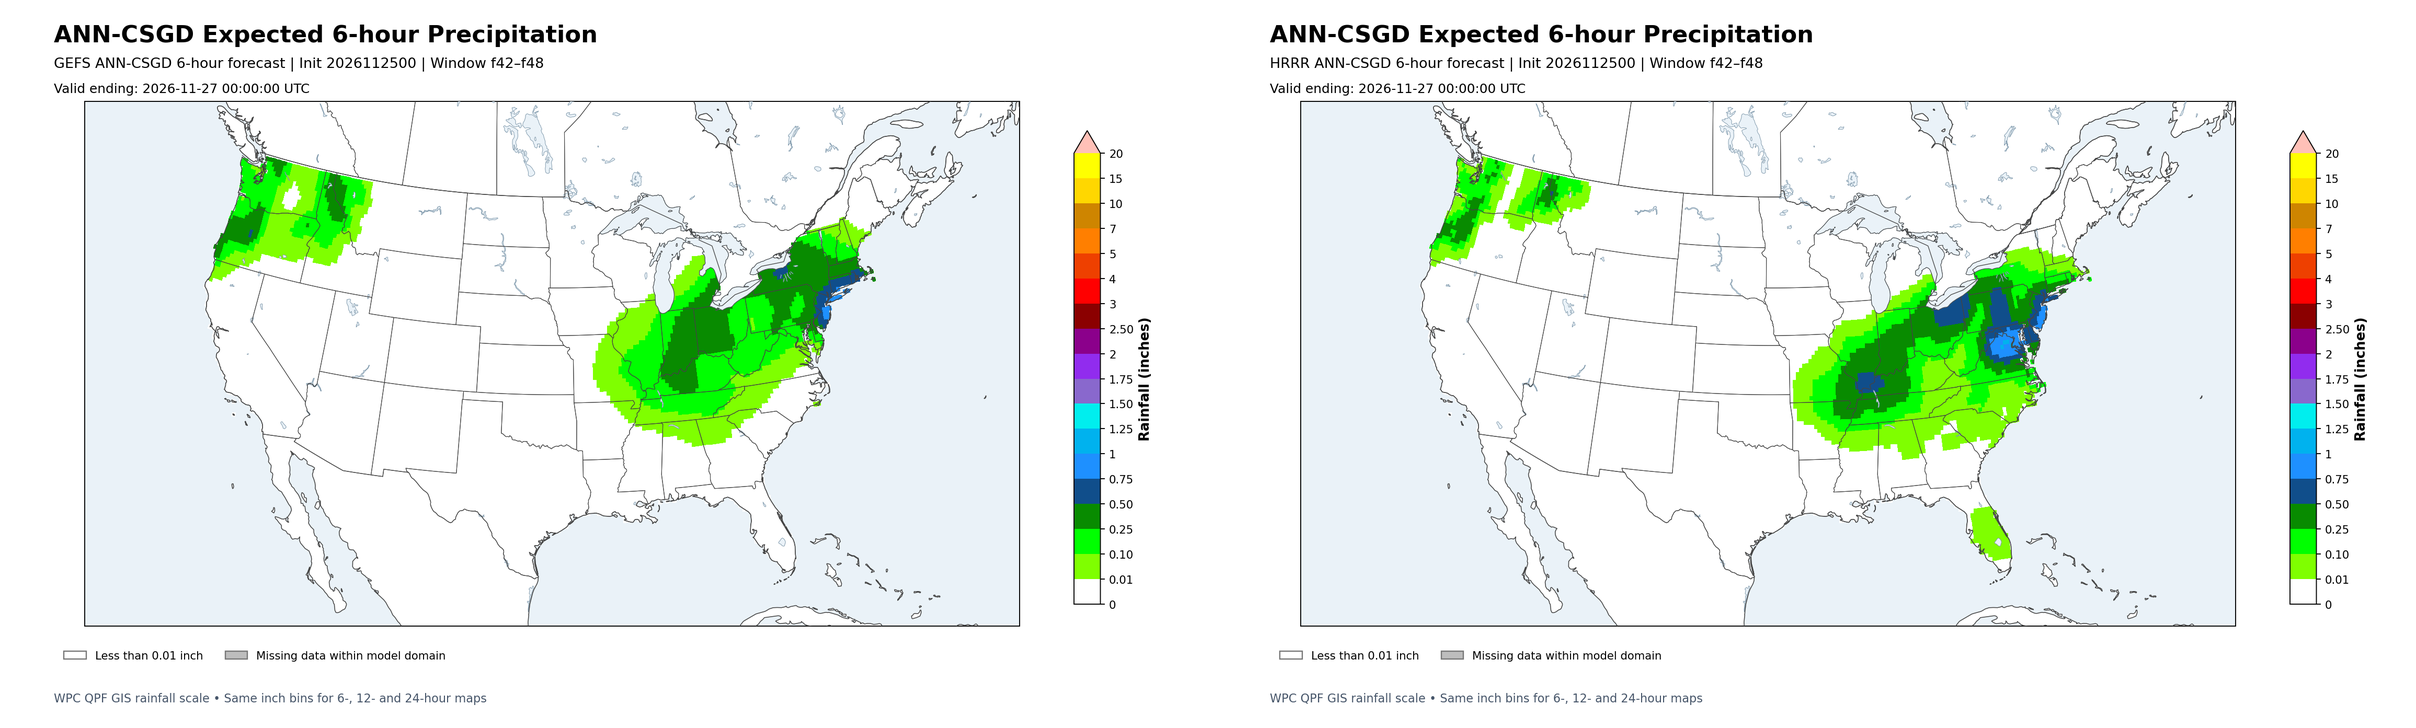 ANN-CSGD Expected 6-hour Precipitation
GEFS ANN-CSGD 6-hour forecast | Init 2026112500 | Window f42–f48
Valid ending: 2026-11-27 00:00:00 UTC
20
15
10
7
5
4
3
2.50
2
1.75
1.50
1.25
1
0.75
0.50
0.25
0.10
0.01
0
Rainfall (inches)
Less than 0.01 inch
Missing data within model domain
WPC QPF GIS rainfall scale • Same inch bins for 6-, 12- and 24-hour maps
ANN-CSGD Expected 6-hour Precipitation
HRRR ANN-CSGD 6-hour forecast | Init 2026112500 | Window f42–f48
Valid ending: 2026-11-27 00:00:00 UTC
20
15
10
7
5
4
3
2.50
2
1.75
1.50
1.25
1
0.75
0.50
0.25
0.10
0.01
0
Rainfall (inches)
Less than 0.01 inch
Missing data within model domain
WPC QPF GIS rainfall scale • Same inch bins for 6-, 12- and 24-hour maps